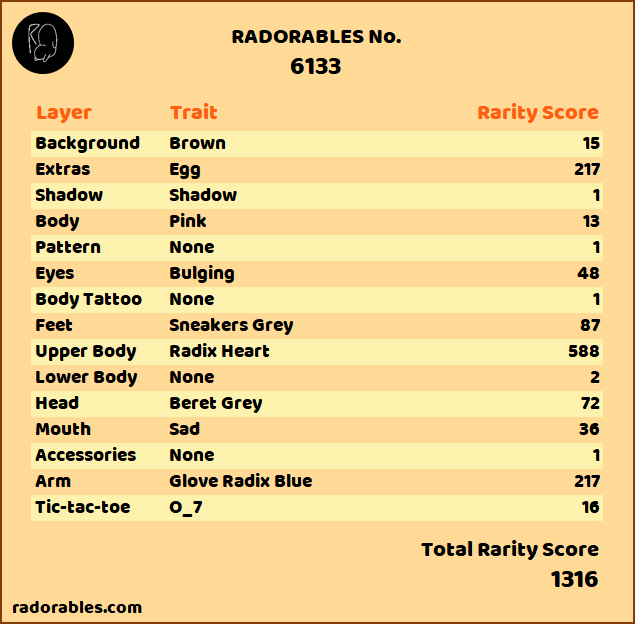 RADORABLES No.
6133
Layer Trait Rarity Score
Background Brown 15
Extras Egg 217
Shadow Shadow 1
Body Pink 13
Pattern None 1
Eyes Bulging 48
Body Tattoo None 1
Feet Sneakers Grey 87
Upper Body Radix Heart 588
Lower Body None 2
Head Beret Grey 72
Mouth Sad 36
Accessories None 1
Arm Glove Radix Blue 217
Tic-tac-toe O_7 16
Total Rarity Score
1316
radorables.com